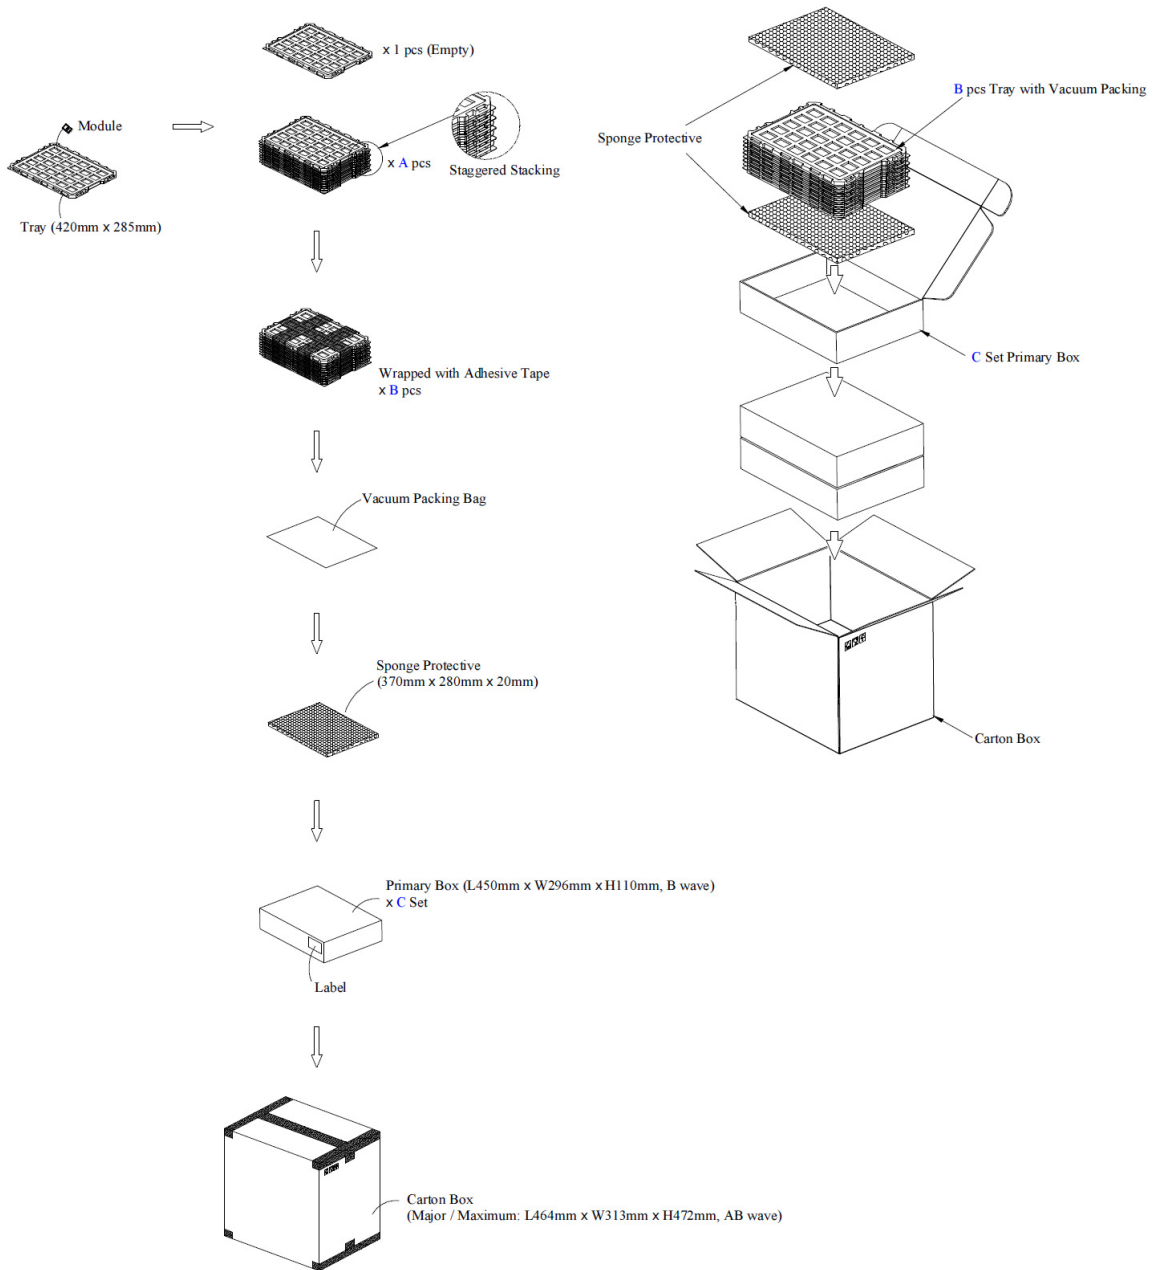 x 1 pcs (Empty)
Module
Tray (420mm x 285mm)
x A pcs
Staggered Stacking
Wrapped with Adhesive Tape
x B pcs
Vacuum Packing Bag
Sponge Protective
(370mm x 280mm x 20mm)
Primary Box (L450mm x W296mm x H110mm, B wave)
x C Set
Label
Carton Box
(Major / Maximum: L464mm x W313mm x H472mm, AB wave)
B pcs Tray with Vacuum Packing
Sponge Protective
C Set Primary Box
Carton Box